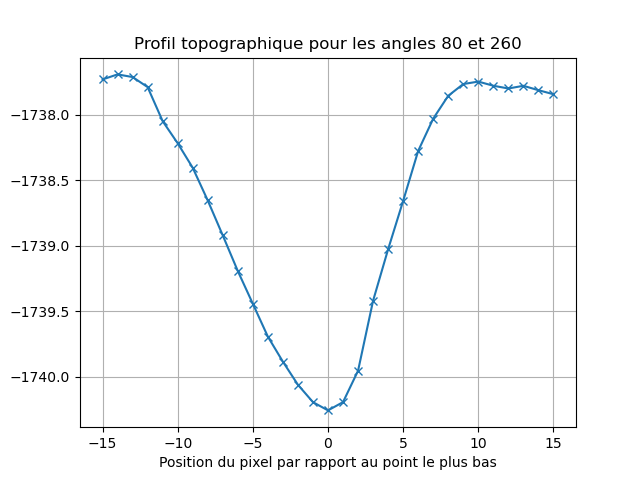 Profil topographique pour les angles 80 et 260
−1738.0
−1738.5
−1739.0
−1739.5
−1740.0
−15 −10 −5 0 5 10 15
Position du pixel par rapport au point le plus bas